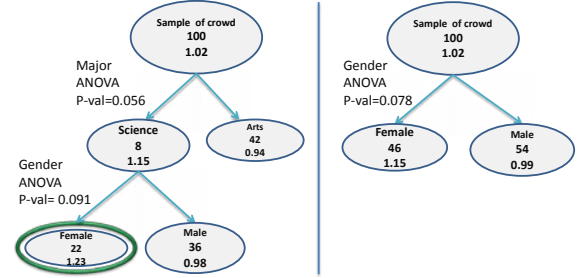 Sample of crowd
100
1.02
Major
ANOVA
P-val=0.056
Science
8
1.15
Arts
42
0.94
Gender
ANOVA
P-val= 0.091
Female
22
1.23
Male
36
0.98
Sample of crowd
100
1.02
Gender
ANOVA
P-val=0.078
Female
46
1.15
Male
54
0.99